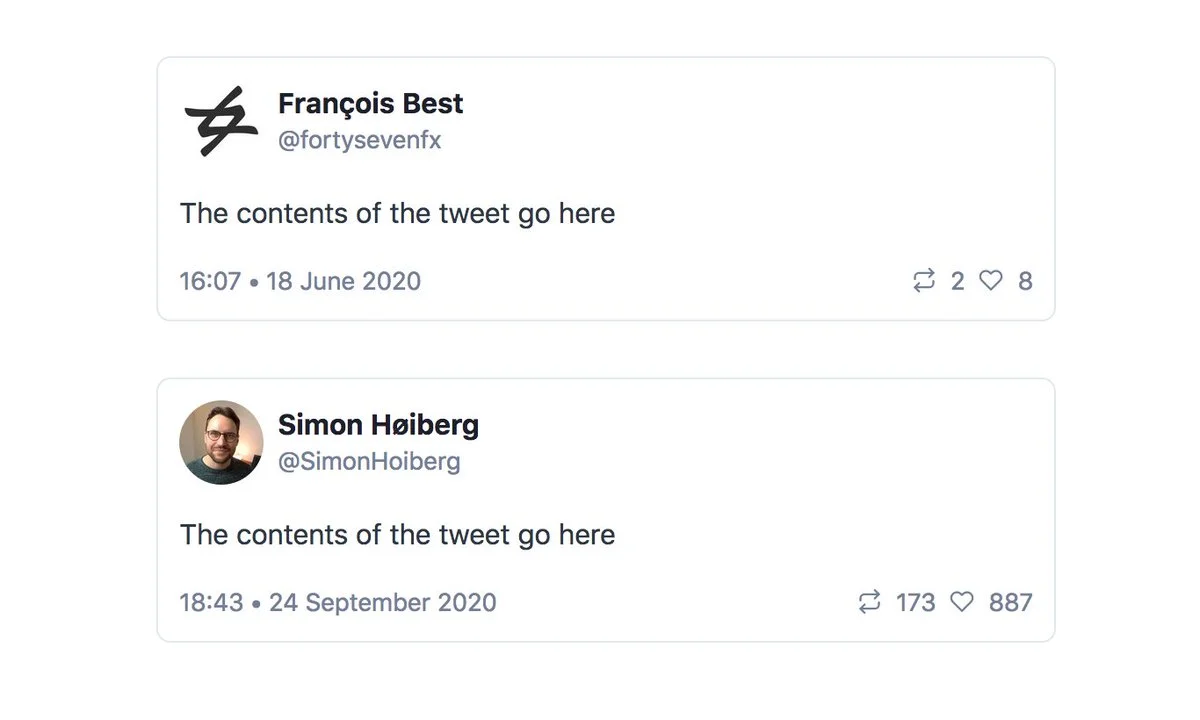 François Best
@fortysevenfx
The contents of the tweet go here
16:07 • 18 June 2020 2 8
Simon Høiberg
@SimonHoiberg
The contents of the tweet go here
18:43 • 24 September 2020 173 887